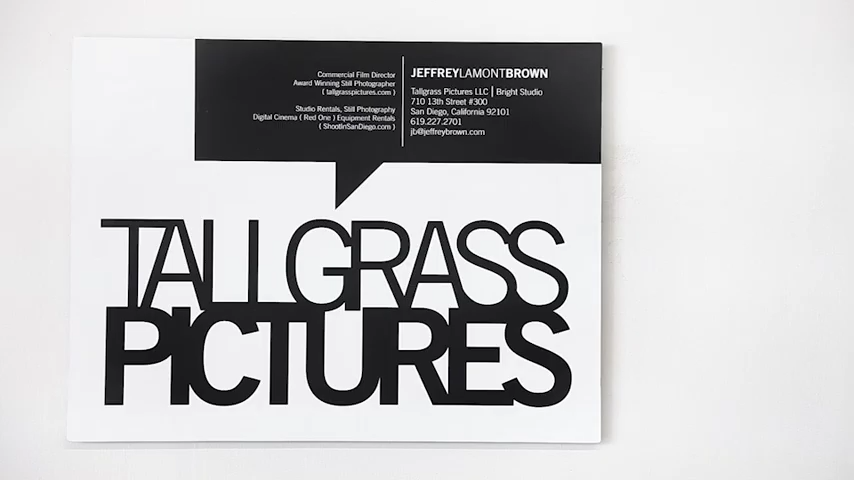 Commercial Film Director
Award Winning Still Photographer
( tallgrasspictures.com )
Studio Rentals, Still Photography
Digital Cinema ( Red One ) Equipment Rentals
( ShootInSanDiego.com )
JEFFREYLAMONTBROWN
Tallgrass Pictures LLC | Bright Studio
710 13th Street #300
San Diego, California 92101
619.227.2701
jb@jeffreybrown.com
TALLGRASS
PICTURES